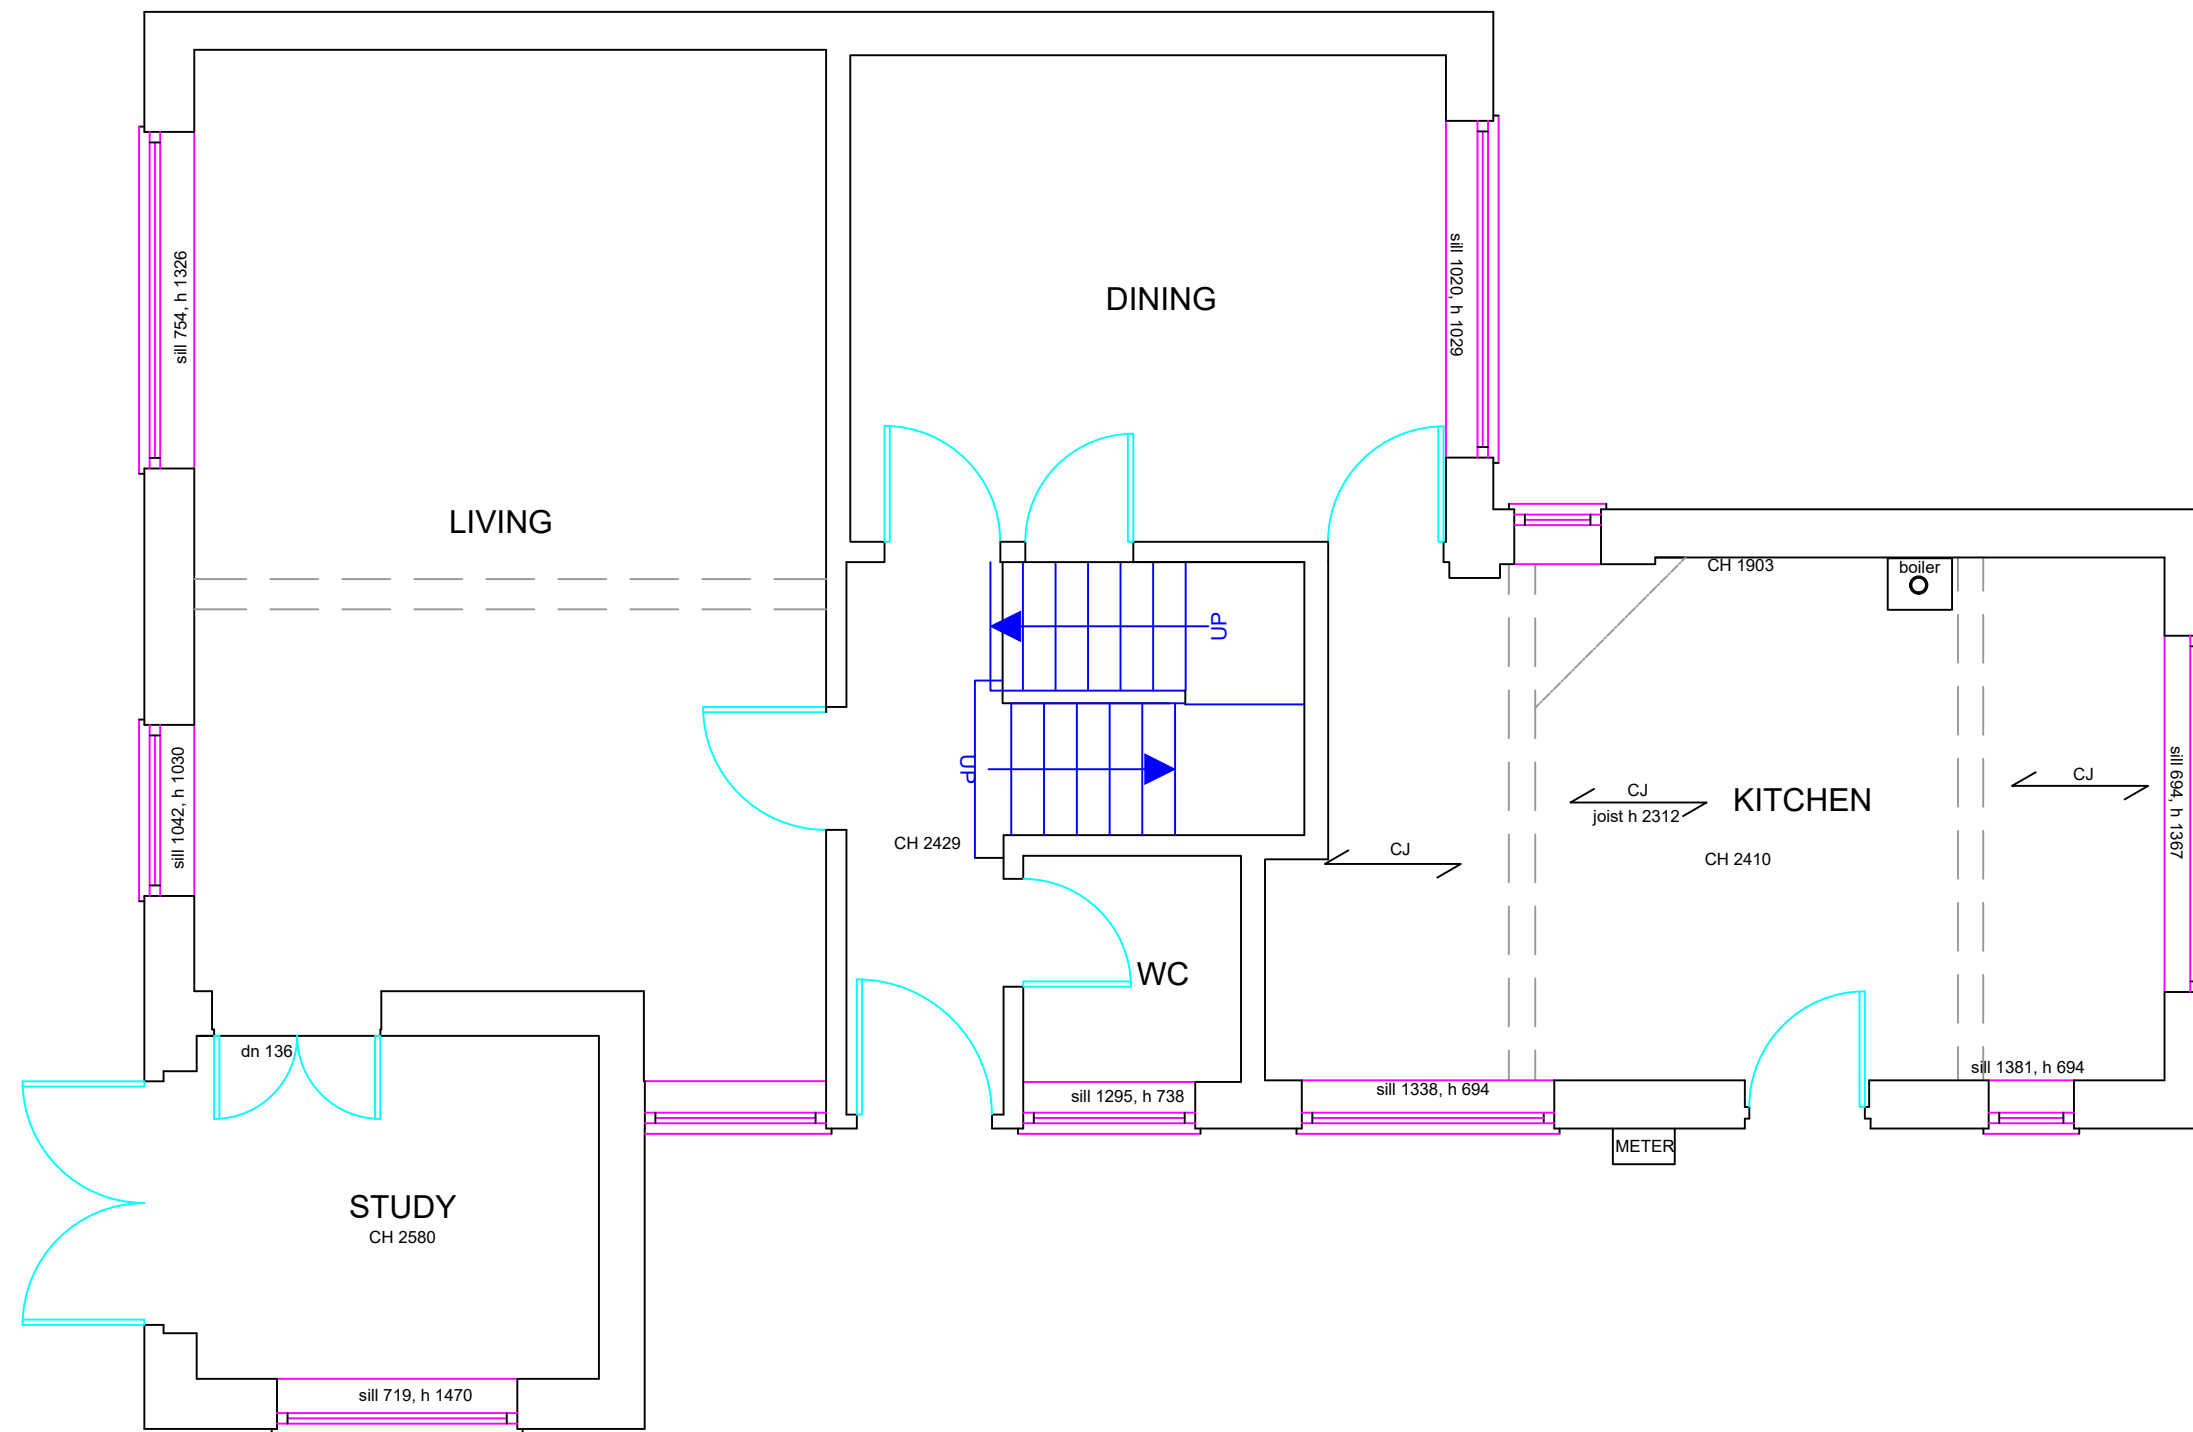 sill 754, h 1326
DINING
sill 1020, h 1029
LIVING
CH 1903
boiler
UP
UP
sill 1042, h 1030
CH 2429
CJ
CJ
joist h 2312
KITCHEN
CH 2410
CJ
sill 694, h 1367
WC
dn 136
sill 1295, h 738
sill 1338, h 694
sill 1381, h 694
METER
STUDY
CH 2580
sill 719, h 1470